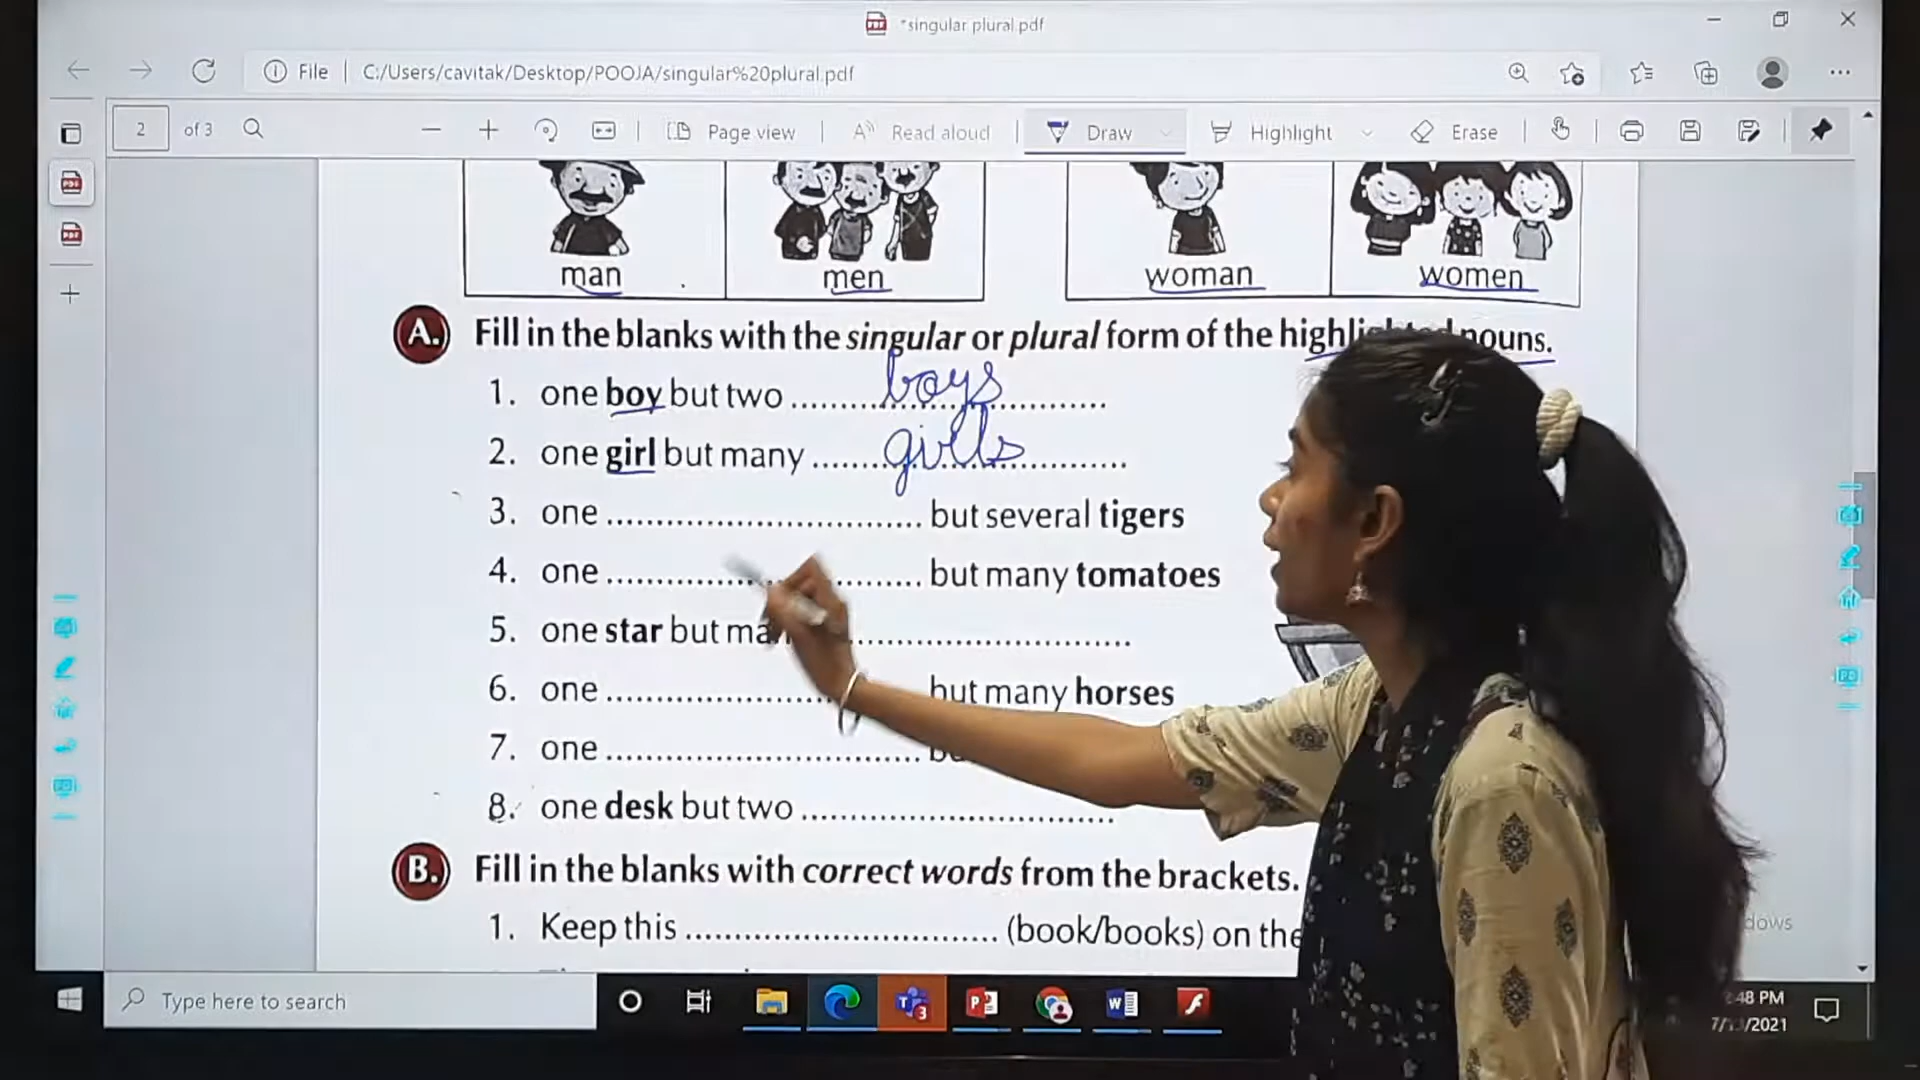 *singular plural.pdf
File C:/Users/cavitak/Desktop/POOJA/singular%20plural.pdf
2 of 3 Page view Read aloud Draw Highlight Erase
man men woman women
A. Fill in the blanks with the singular or plural form of the nouns.
1. one boy but two .............................. boys
2. one girl but many .............................. girls
3. one .............................. but several tigers
4. one .............................. but many tomatoes
5. one star but ..............................
6. one .............................. but many horses
7. one ..............................
8. one desk but two ..............................
B. Fill in the blanks with correct words from the brackets.
1. Keep this .............................. (book/books) on the
Type here to search
48 PM
2021